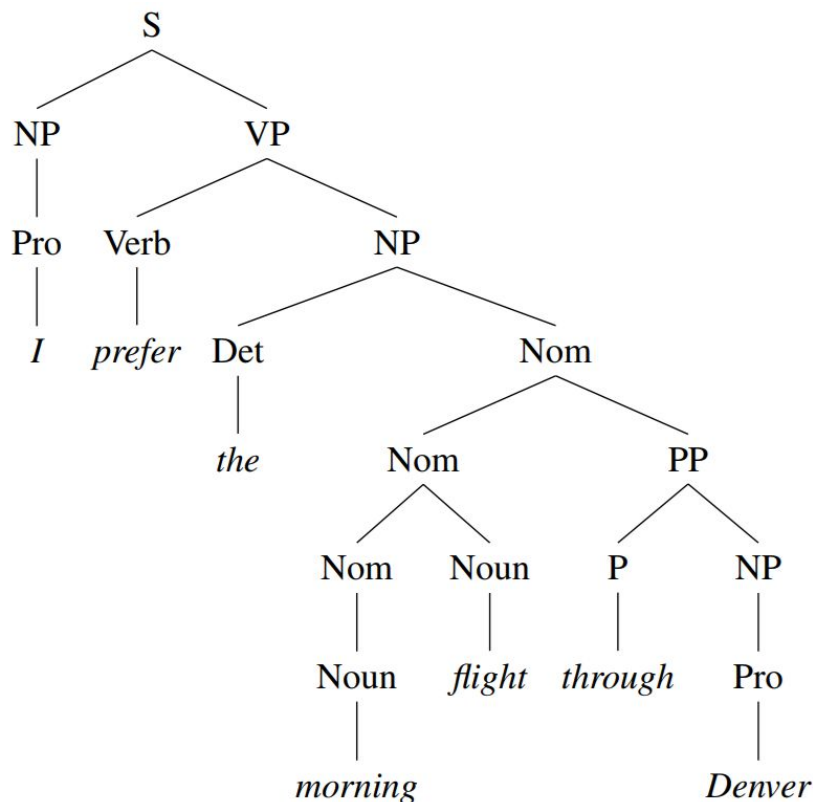 S
NP VP
Pro Verb NP
I prefer Det Nom
the Nom PP
Nom Noun P NP
Noun flight through Pro
morning Denver